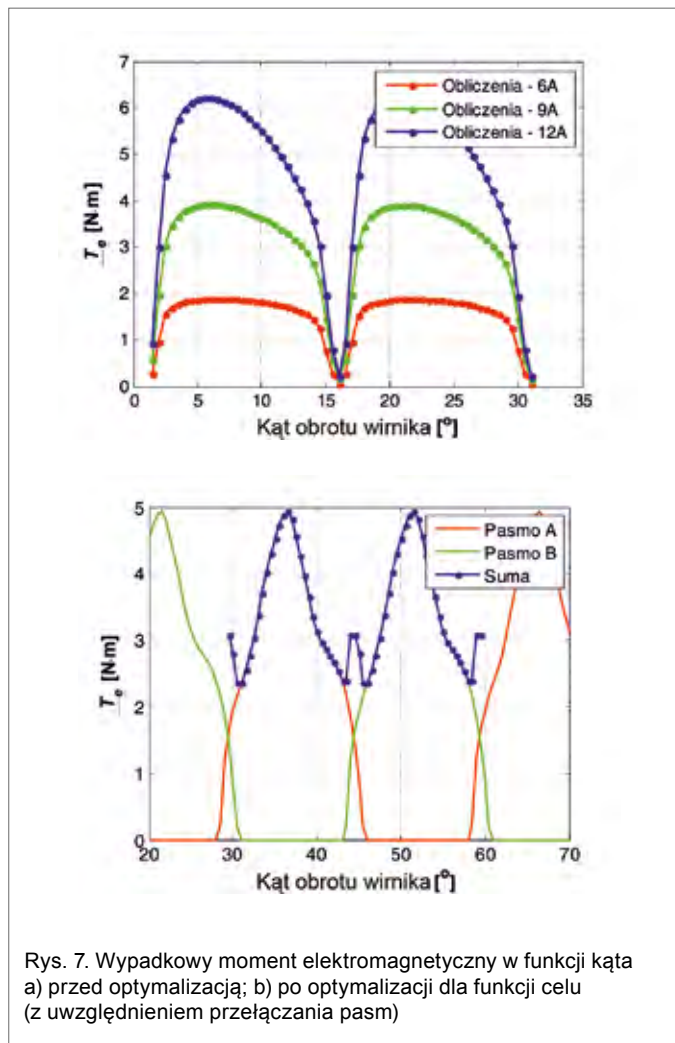 7
6
5
4
3
2
1
0
T_e [N·m]
Obliczenia - 6A
Obliczenia - 9A
Obliczenia - 12A
0 5 10 15 20 25 30 35
Kąt obrotu wirnika [°]
5
4
3
2
1
0
T_e [N·m]
Pasmo A
Pasmo B
Suma
20 30 40 50 60 70
Kąt obrotu wirnika [°]
Rys. 7. Wypadkowy moment elektromagnetyczny w funkcji kąta
a) przed optymalizacją; b) po optymalizacji dla funkcji celu
(z uwzględnieniem przełączania pasm)